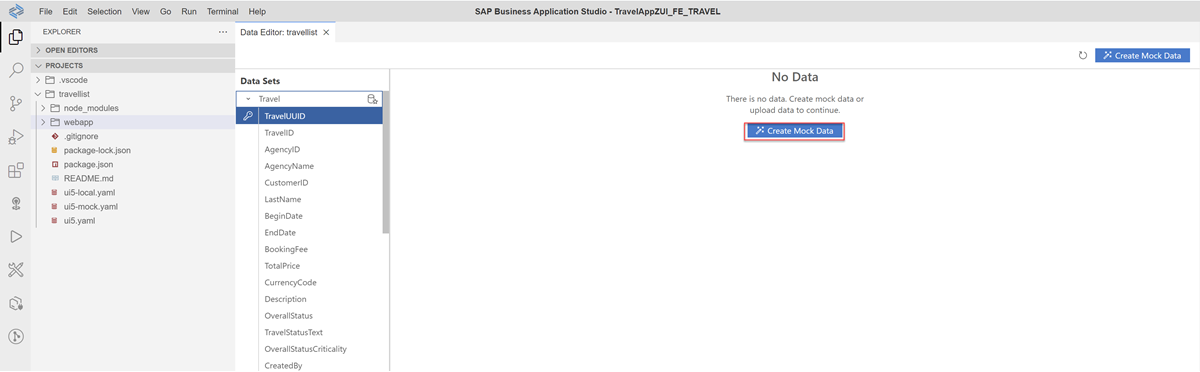 File Edit Selection View Go Run Terminal Help
SAP Business Application Studio - TravelAppZUI_FE_TRAVEL
EXPLORER
OPEN EDITORS
PROJECTS
.vscode
travellist
node_modules
webapp
.gitignore
package-lock.json
package.json
README.md
ui5-local.yaml
ui5-mock.yaml
ui5.yaml
Data Editor: travellist
Create Mock Data
Data Sets
Travel
TravelUUID
TravelID
AgencyID
AgencyName
CustomerID
LastName
BeginDate
EndDate
BookingFee
TotalPrice
CurrencyCode
Description
OverallStatus
TravelStatusText
OverallStatusCriticality
CreatedBy
No Data
There is no data. Create mock data or
upload data to continue.
Create Mock Data